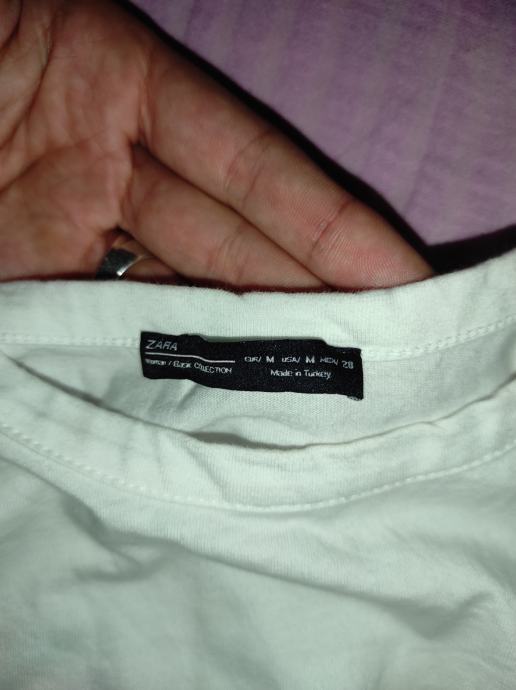 ZARA
Woman / Basic COLLECTION
EUR/ M USA/ M MEX/ 28
Made in Turkey